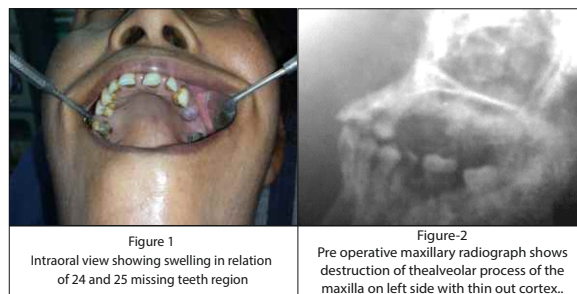 Figure 1
Intraoral view showing swelling in relation
of 24 and 25 missing teeth region
Figure-2
Pre operative maxillary radiograph shows
destruction of thealveolar process of the
maxilla on left side with thin out cortex..